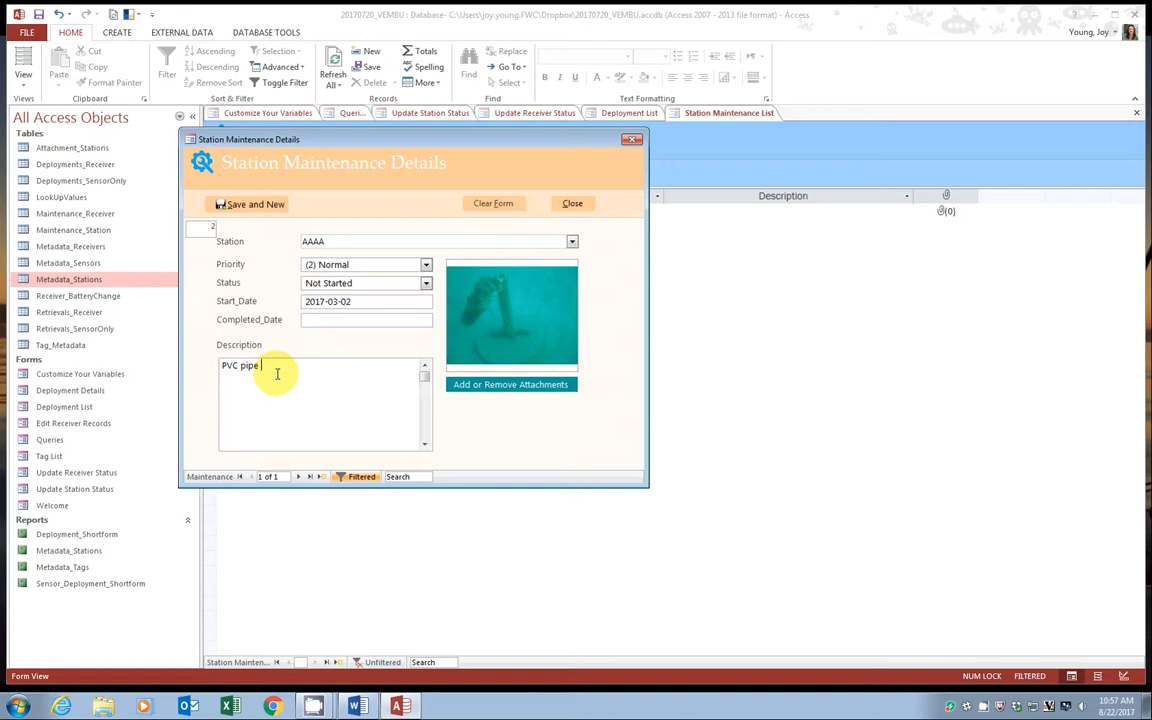 20170720_VEMBU : Database- C:\Users\joy.young.FWC\Dropbox\20170720_VEMBU.accdb (Access 2007 - 2013 file format) - Access
FILE
HOME
CREATE
EXTERNAL DATA
DATABASE TOOLS
Young, Joy
View
Paste
Cut
Copy
Format Painter
Filter
Ascending
Descending
Remove Sort
Selection
Advanced
Toggle Filter
Refresh
All
New
Save
Delete
Totals
Spelling
More
Find
Replace
Go To
Select
B I U
Views
Clipboard
Sort & Filter
Records
Find
Text Formatting
All Access Objects
Customize Your Variables
Queri...
Update Station Status
Update Receiver Status
Deployment List
Station Maintenance List
Tables
Attachment_Stations
Deployments_Receiver
Deployments_SensorOnly
LookUpValues
Maintenance_Receiver
Maintenance_Station
Metadata_Receivers
Metadata_Sensors
Metadata_Stations
Receiver_BatteryChange
Retrievals_Receiver
Retrievals_SensorOnly
Tag_Metadata
Forms
Customize Your Variables
Deployment Details
Deployment List
Edit Receiver Records
Queries
Tag List
Update Receiver Status
Update Station Status
Welcome
Reports
Deployment_Shortform
Metadata_Stations
Metadata_Tags
Sensor_Deployment_Shortform
Station Maintenance Details
Station Maintenance Details
Save and New
Clear Form
Close
2
Station
AAAA
Priority
(2) Normal
Status
Not Started
Start_Date
2017-03-02
Completed_Date
Description
PVC pipe
Add or Remove Attachments
Maintenance
1 of 1
Filtered
Search
Description
(0)
Station Mainten...
Unfiltered
Search
Form View
NUM LOCK
FILTERED
10:57 AM
8/22/2017